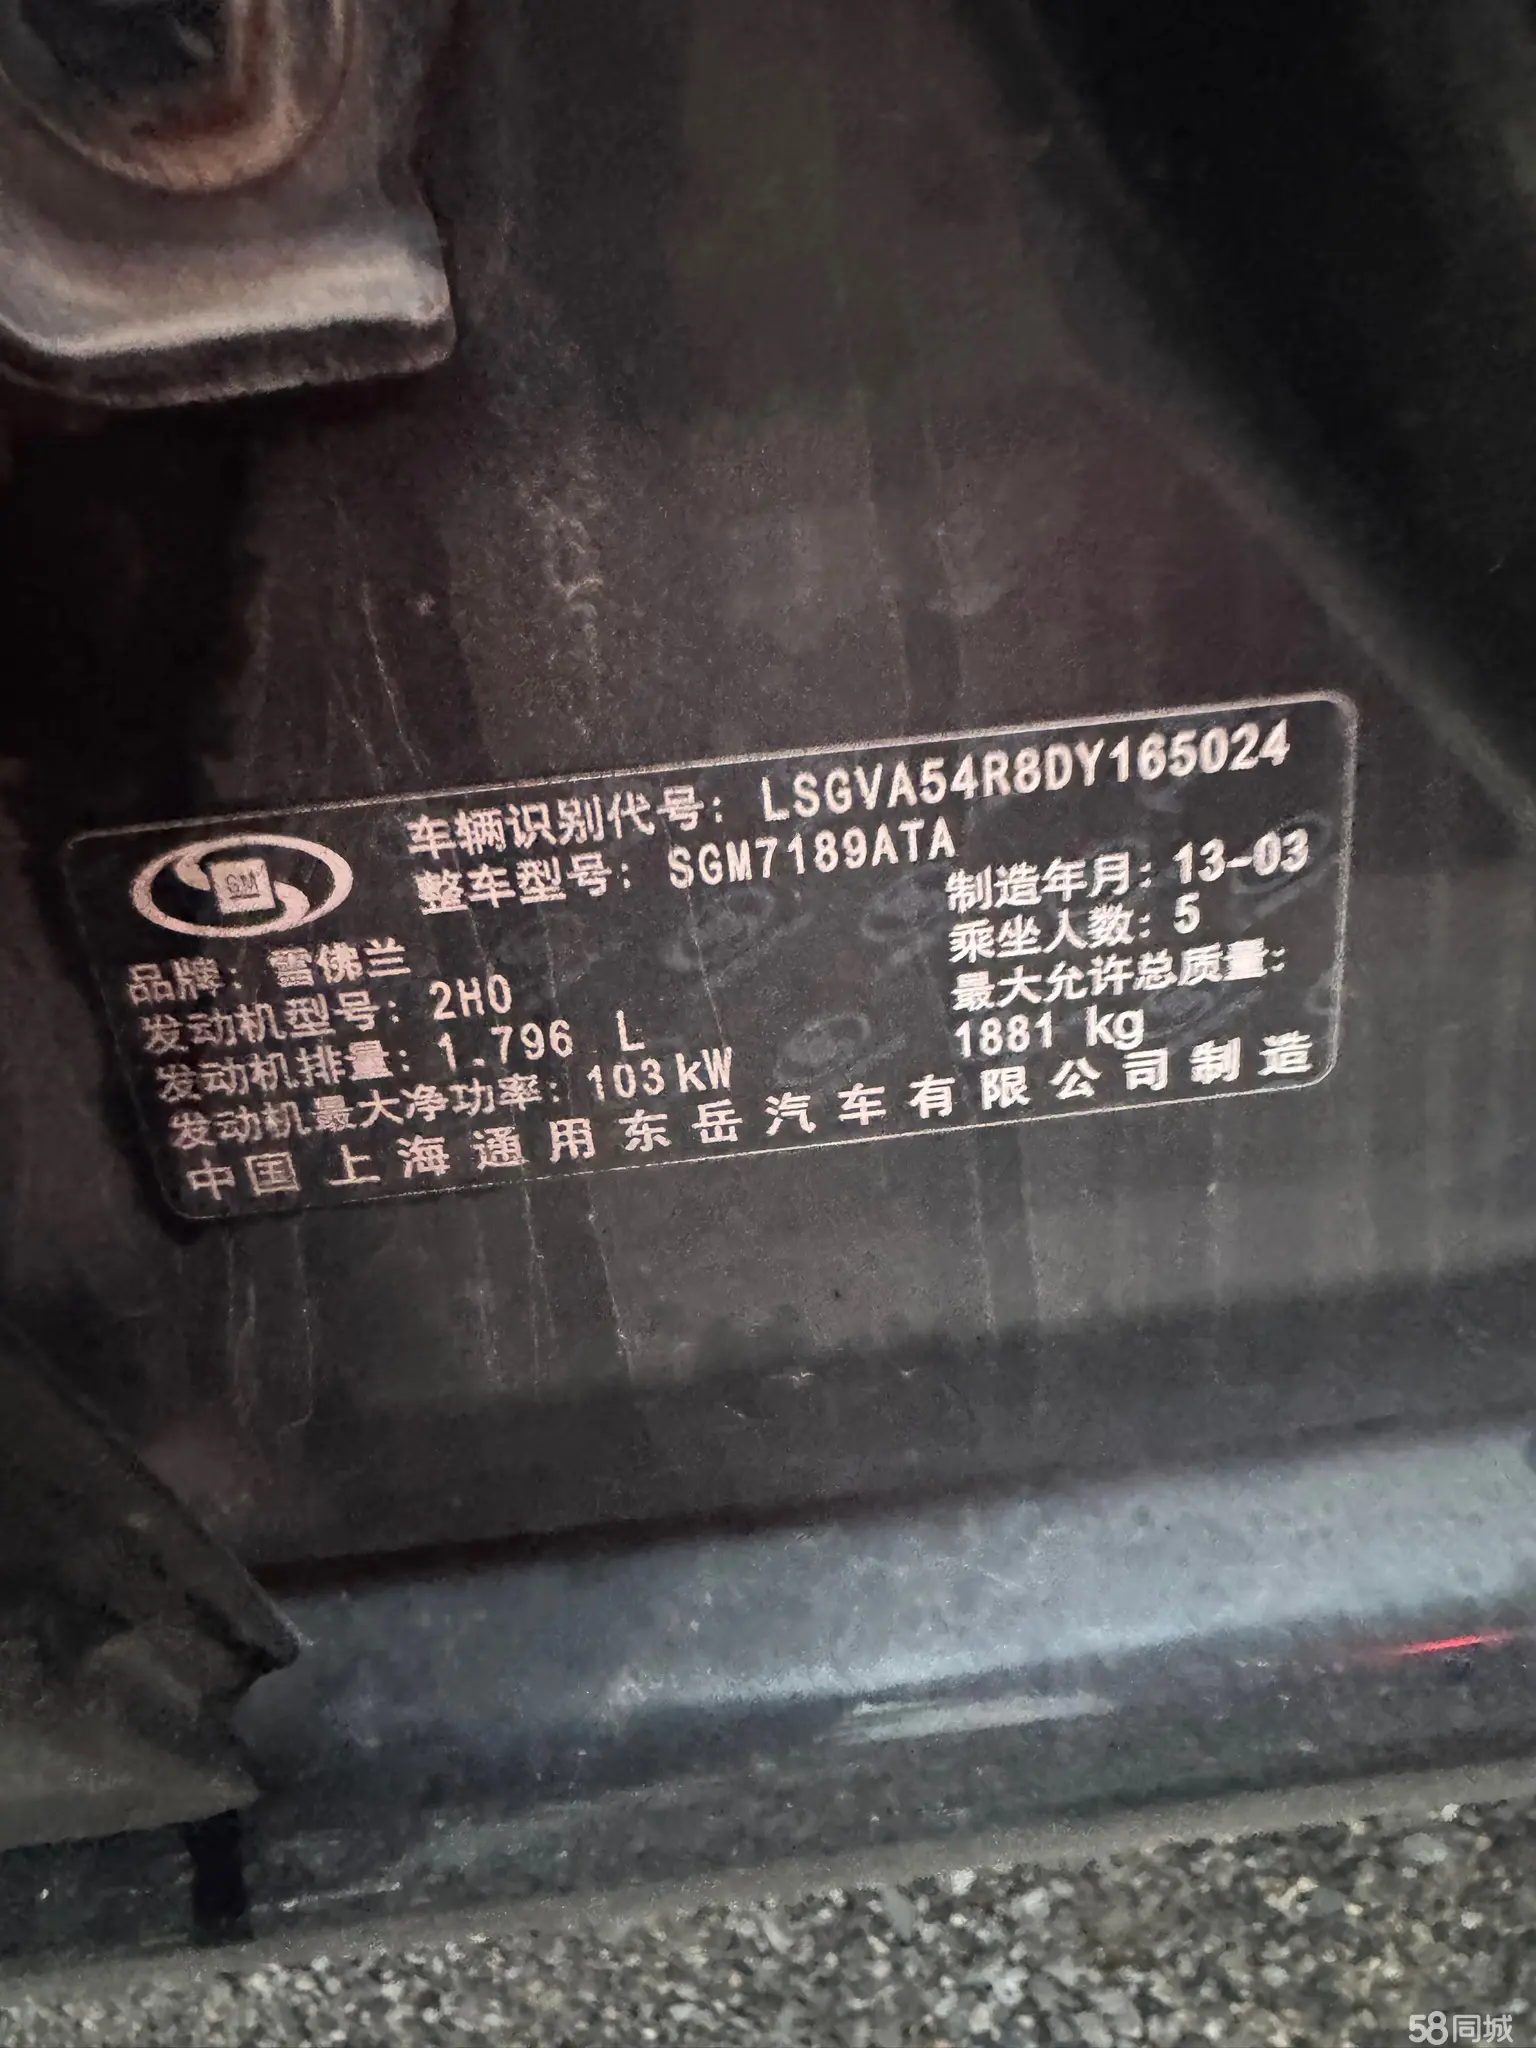 车辆识别代号：LSGVA54R8DY165024
整车型号：SGM7189ATA
GM
制造年月：13-03
品牌：雪佛兰
乘坐人数：5
发动机型号：2H0
最大允许总质量：
发动机排量：1.796 L
1881 kg
发动机最大净功率：103kW
中国上海通用东岳汽车有限公司制造
58同城